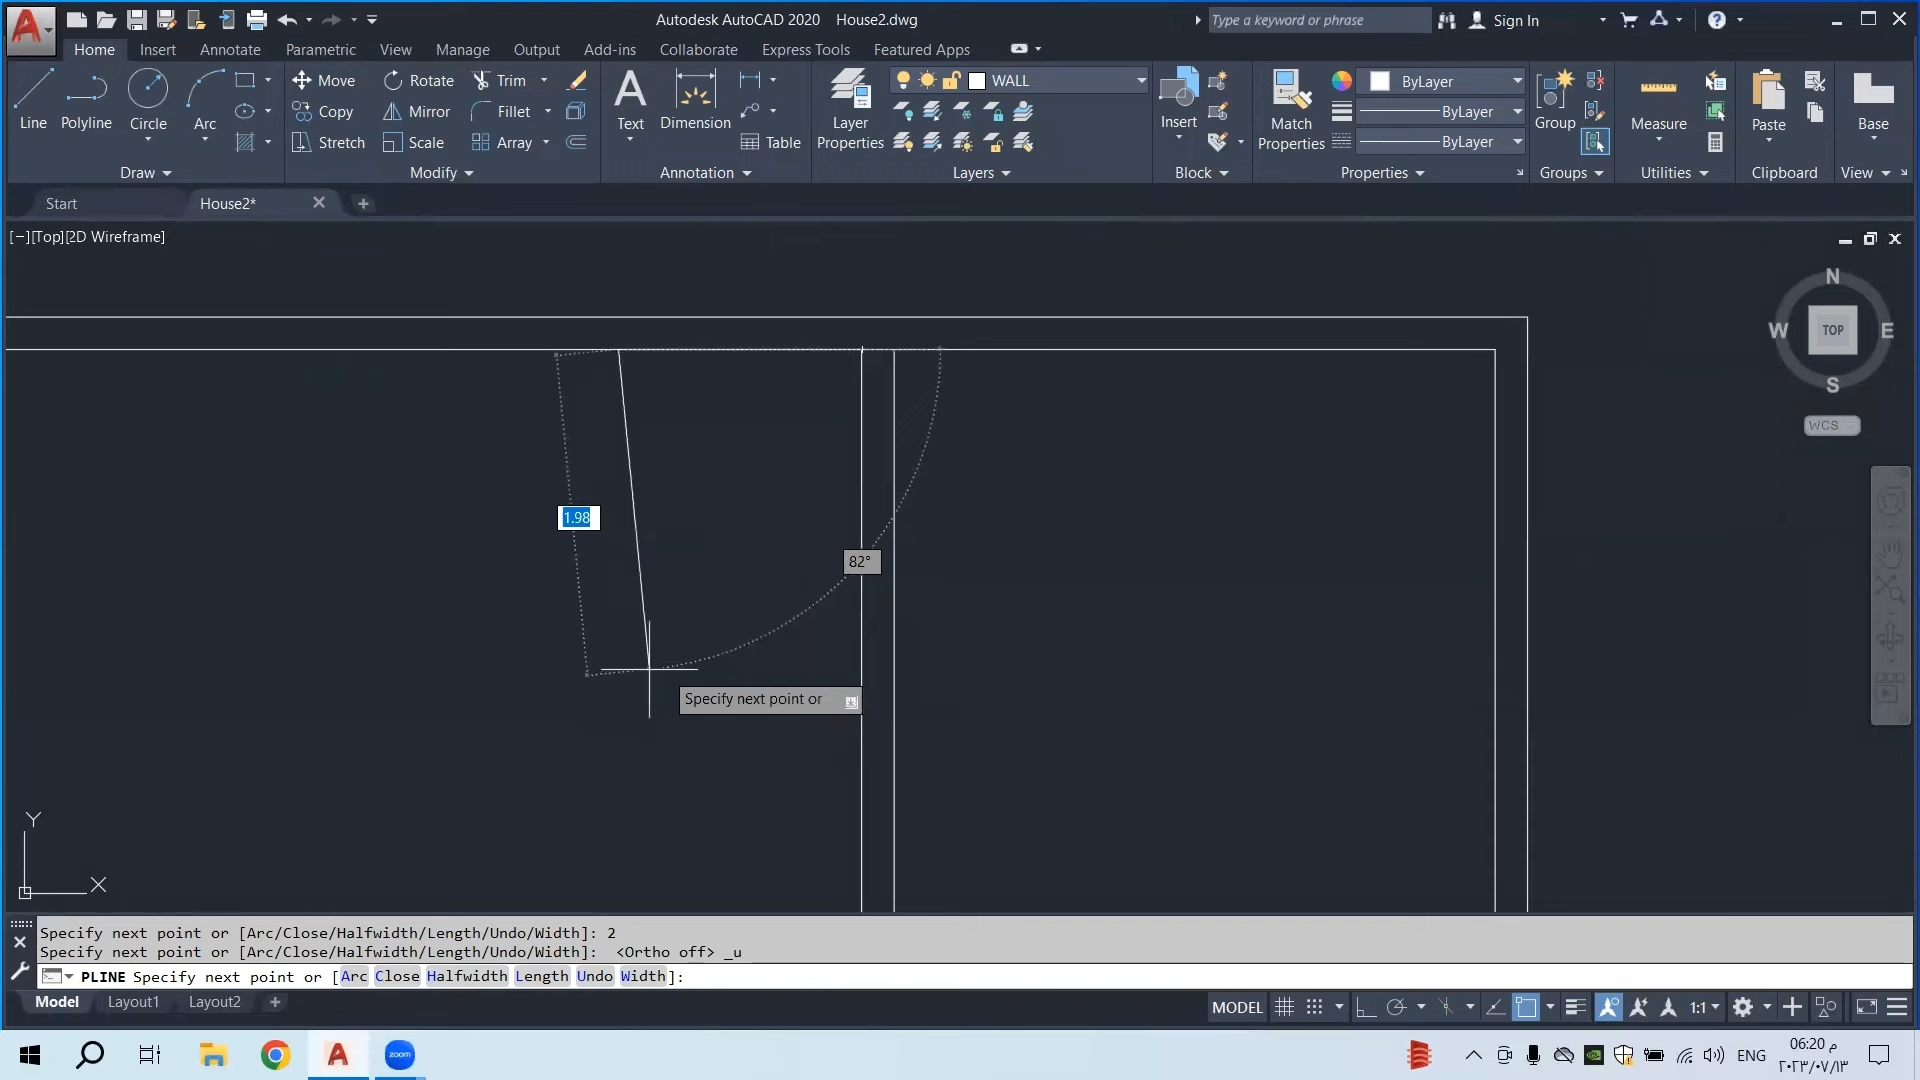 Autodesk AutoCAD 2020 House2.dwg
Type a keyword or phrase
Sign In
Home Insert Annotate Parametric View Manage Output Add-ins Collaborate Express Tools Featured Apps
Line Polyline Circle Arc
Draw
Move Rotate Trim
Copy Mirror Fillet
Stretch Scale Array
Modify
Text Dimension Table
Annotation
Layer Properties
WALL
Layers
Insert
Block
Match Properties
ByLayer
ByLayer
ByLayer
Properties
Group
Groups
Measure
Utilities
Paste
Clipboard
Base
View
Start House2*
[−][Top][2D Wireframe]
N
W TOP E
S
WCS
1.98
82°
Specify next point or
Y
X
Specify next point or [Arc/Close/Halfwidth/Length/Undo/Width]: 2
Specify next point or [Arc/Close/Halfwidth/Length/Undo/Width]: <Ortho off> _u
PLINE Specify next point or [Arc Close Halfwidth Length Undo Width]:
Model Layout1 Layout2
MODEL 1:1
zoom
ENG
06:20 م
٢٠٢٣/٠٧/١٣